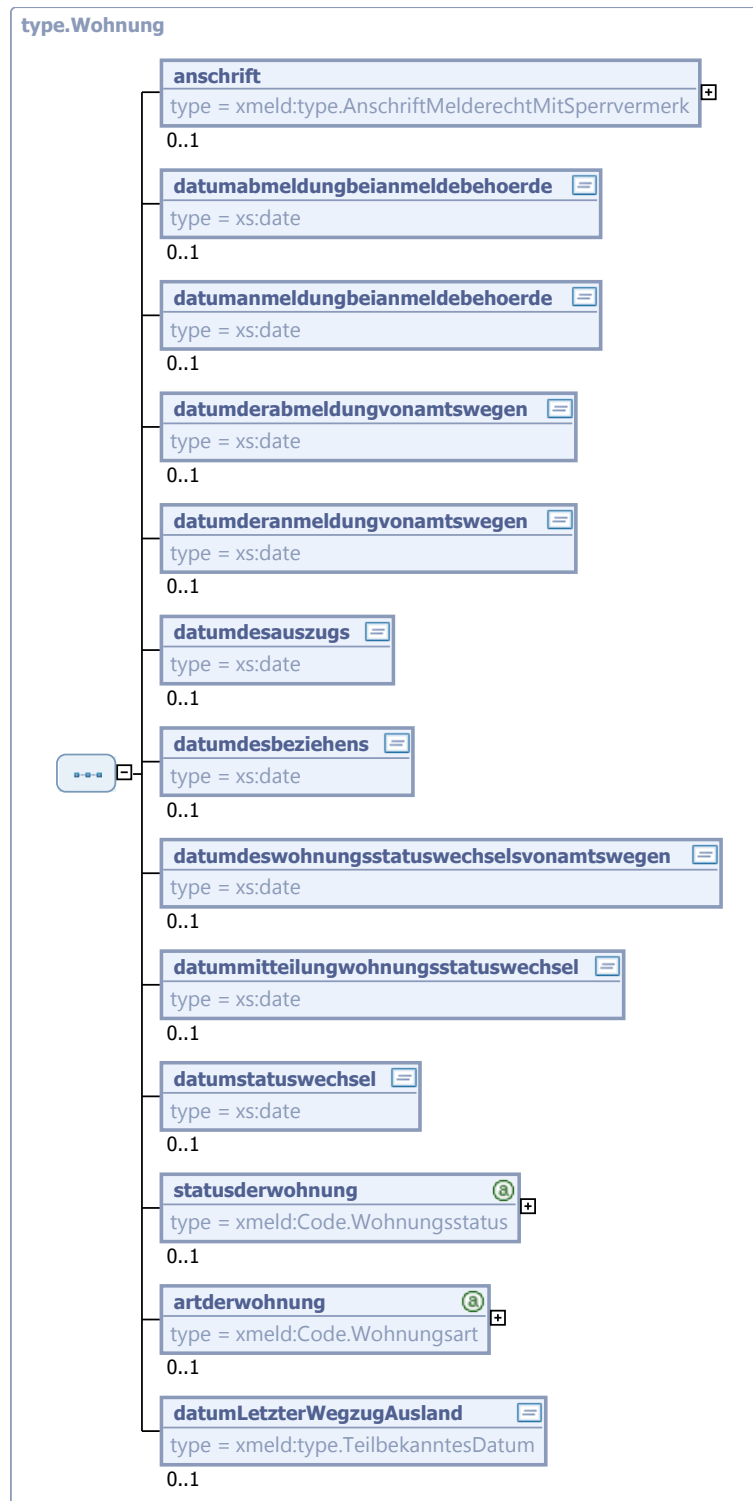 type.Wohnung
anschrift
type = xmeld:type.AnschriftMelderechtMitSperrvermerk
0..1
datumabmeldungbeianmeldebehoerde
type = xs:date
0..1
datumanmeldungbeianmeldebehoerde
type = xs:date
0..1
datumderabmeldungvonamtswegen
type = xs:date
0..1
datumderanmeldungvonamtswegen
type = xs:date
0..1
datumdesauszugs
type = xs:date
0..1
datumdesbeziehens
type = xs:date
0..1
datumdeswohnungsstatuswechselsvonamtswegen
type = xs:date
0..1
datummitteilungwohnungsstatuswechsel
type = xs:date
0..1
datumstatuswechsel
type = xs:date
0..1
statusderwohnung a
type = xmeld:Code.Wohnungsstatus
0..1
artderwohnung a
type = xmeld:Code.Wohnungsart
0..1
datumLetzterWegzugAusland
type = xmeld:type.TeilbekanntesDatum
0..1